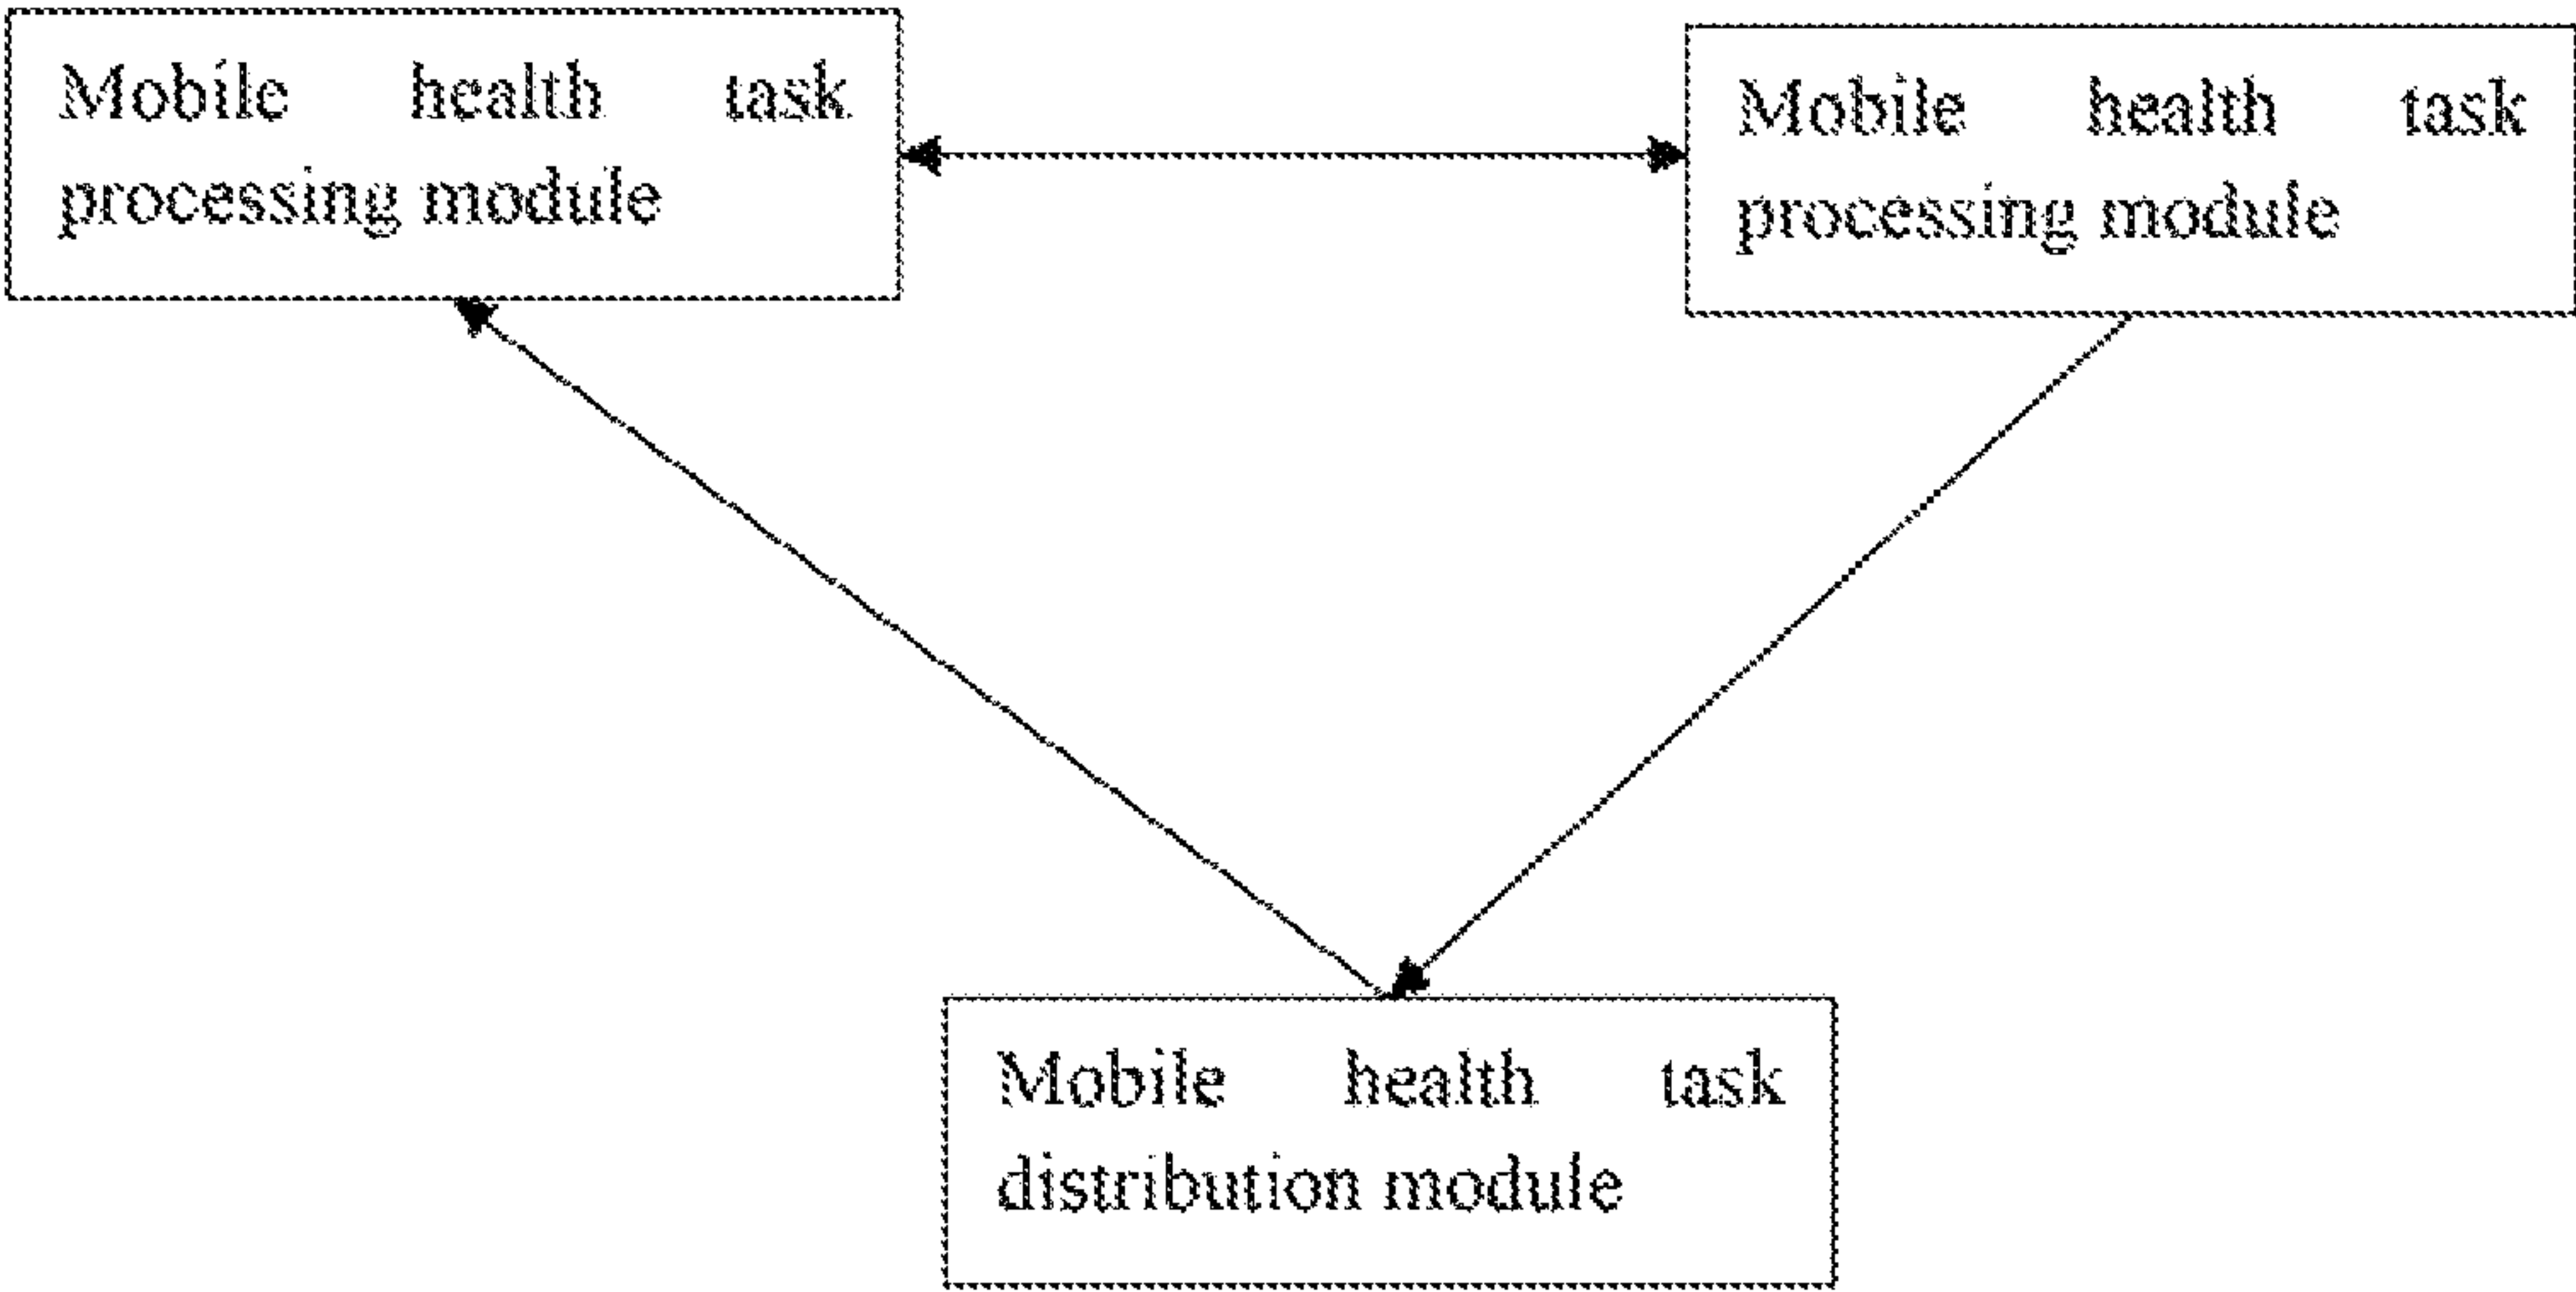 Mobile health task
processing module
Mobile health task
processing module
Mobile health task
distribution module